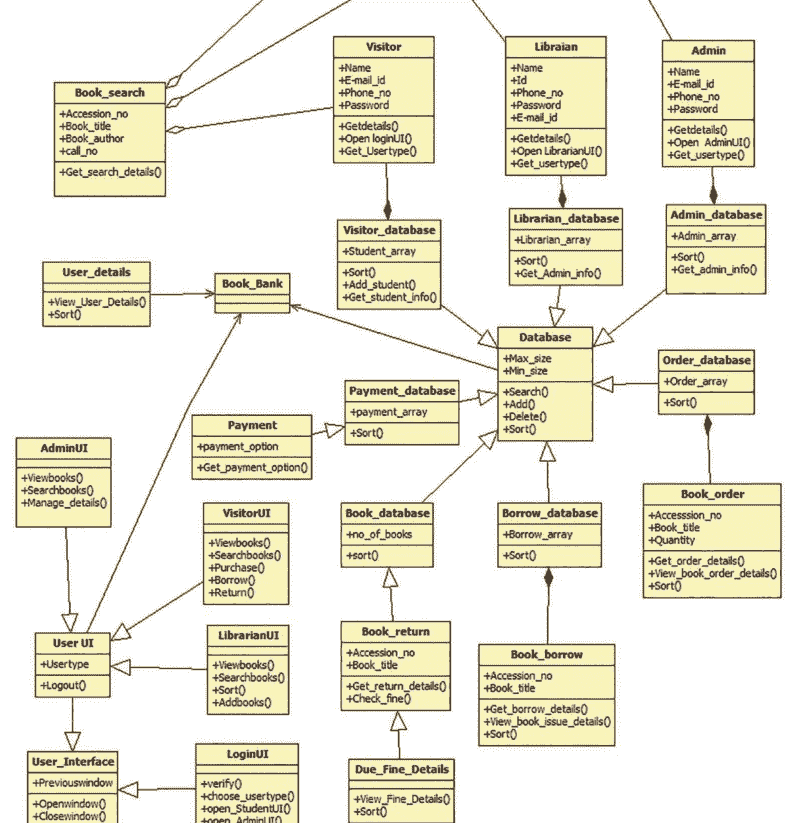 Visitor
+Name
+E-mail_id
+Phone_no
+Password
+Getdetails()
+Open loginUI()
+Get_Usertype()
Libraian
+Name
+Id
+Phone_no
+Password
+E-mail_id
+Getdetails()
+Open LibrarianUI()
+Get_usertype()
Admin
+Name
+E-mail_id
+Phone_no
+Password
+Getdetails()
+Open AdminUI()
+Get_usertype()
Book_search
+Accession_no
+Book_title
+Book_author
+call_no
+Get_search_details()
Visitor_database
+Student_array
+Sort()
+Add_student()
+Get_student_info()
Librarian_database
+Librarian_array
+Sort()
+Get_Admin_info()
Admin_database
+Admin_array
+Sort()
+Get_admin_info()
User_details
+View_User_Details()
+Sort()
Book_Bank
Database
+Max_size
+Min_size
+Search()
+Add()
+Delete()
+Sort()
Order_database
+Order_array
+Sort()
Payment_database
+payment_array
+Sort()
Payment
+payment_option
+Get_payment_option()
AdminUI
+Viewbooks()
+Searchbooks()
+Manage_details()
VisitorUI
+Viewbooks()
+Searchbooks()
+Purchase()
+Borrow()
+Return()
Book_database
+no_of_books
+sort()
Borrow_database
+Borrow_array
+Sort()
Book_order
+Accesssion_no
+Book_title
+Quantity
+Get_order_details()
+View_book_order_details()
+Sort()
User UI
+Usertype
+Logout()
LibrarianUI
+Viewbooks()
+Searchbooks()
+Sort()
+Addbooks()
Book_return
+Accession_no
+Book_title
+Get_return_details()
+Check_fine()
Book_borrow
+Accession_no
+Book_title
+Get_borrow_details()
+View_book_issue_details()
+Sort()
User_Interface
+Previouswindow
+Openwindow()
+Closewindow()
LoginUI
+verify()
+choose_usertype()
+open_StudentUI()
+open_AdminUI()
Due_Fine_Details
+View_Fine_Details()
+Sort()